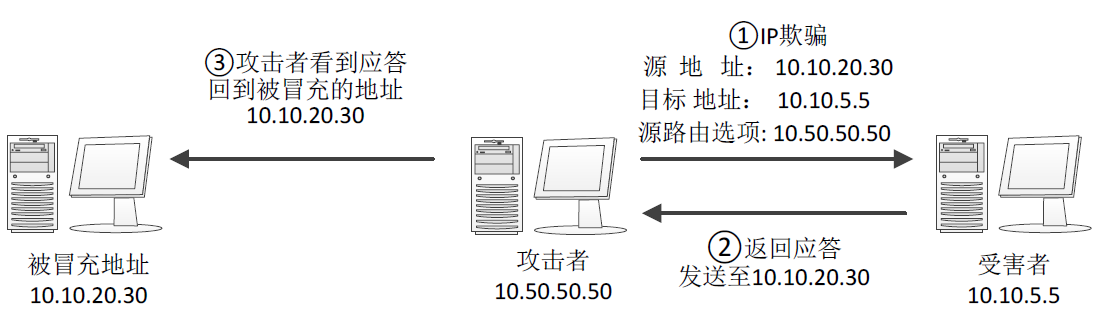 ③攻击者看到应答
回到被冒充的地址
10.10.20.30
①IP欺骗
源 地 址： 10.10.20.30
目标 地址： 10.10.5.5
源路由选项: 10.50.50.50
②返回应答
发送至10.10.20.30
被冒充地址
10.10.20.30
攻击者
10.50.50.50
受害者
10.10.5.5